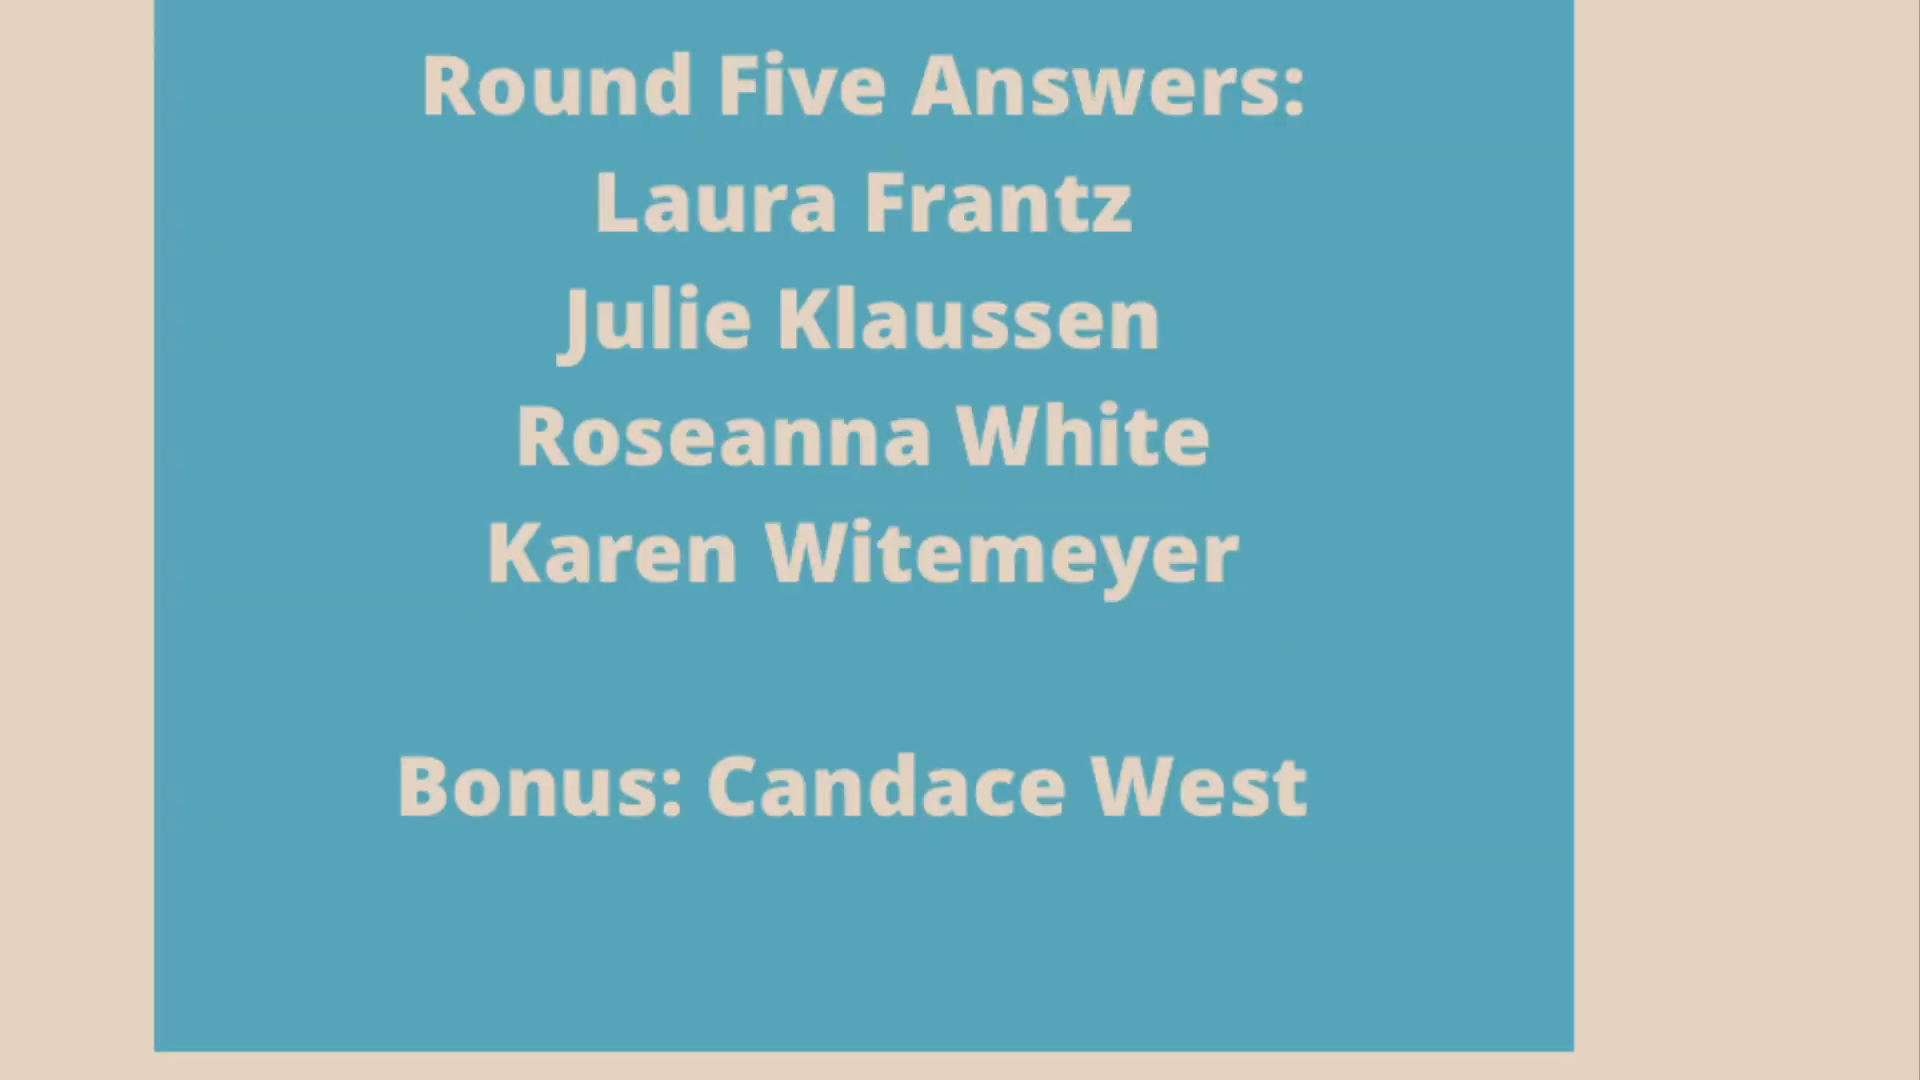 Round Five Answers:
Laura Frantz
Julie Klaussen
Roseanna White
Karen Witemeyer
Bonus: Candace West